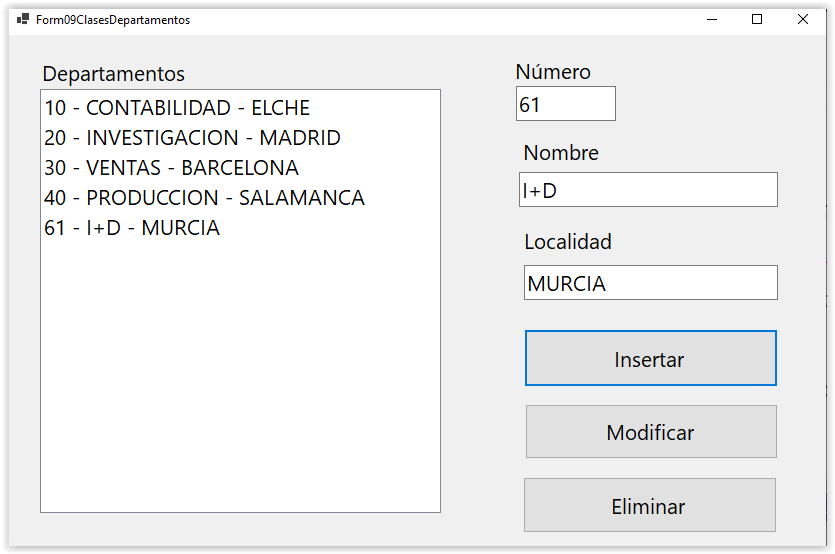 Form09ClasesDepartamentos
Departamentos
10 - CONTABILIDAD - ELCHE
20 - INVESTIGACION - MADRID
30 - VENTAS - BARCELONA
40 - PRODUCCION - SALAMANCA
61 - I+D - MURCIA
Número
61
Nombre
I+D
Localidad
MURCIA
Insertar
Modificar
Eliminar